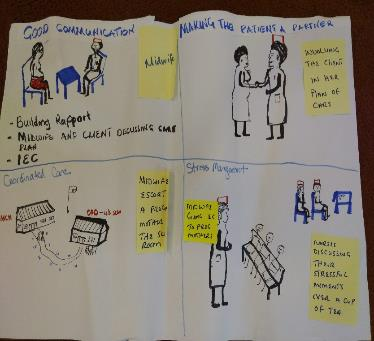 GOOD COMMUNICATION
Midwife
- Building Rapport
- MIDWIFE AND CLIENT DISCUSSING CARE
PLAN
- IEC
MAKING THE PATIENT A PARTNER
INVOLVING
THE CLIENT
IN HER
PLAN OF
CARE
Coordinated Care
MCH
MIDWIFE
ESCORT
A PREG
MOTHER
THE
ROOM
Stress Management
MIDWIFE
GIVING IEC
TO PREG
MOTHERS
NURSES
DISCUSSING
THEIR
STRESSFUL
MOMENTS
OVER A CUP
OF TEA